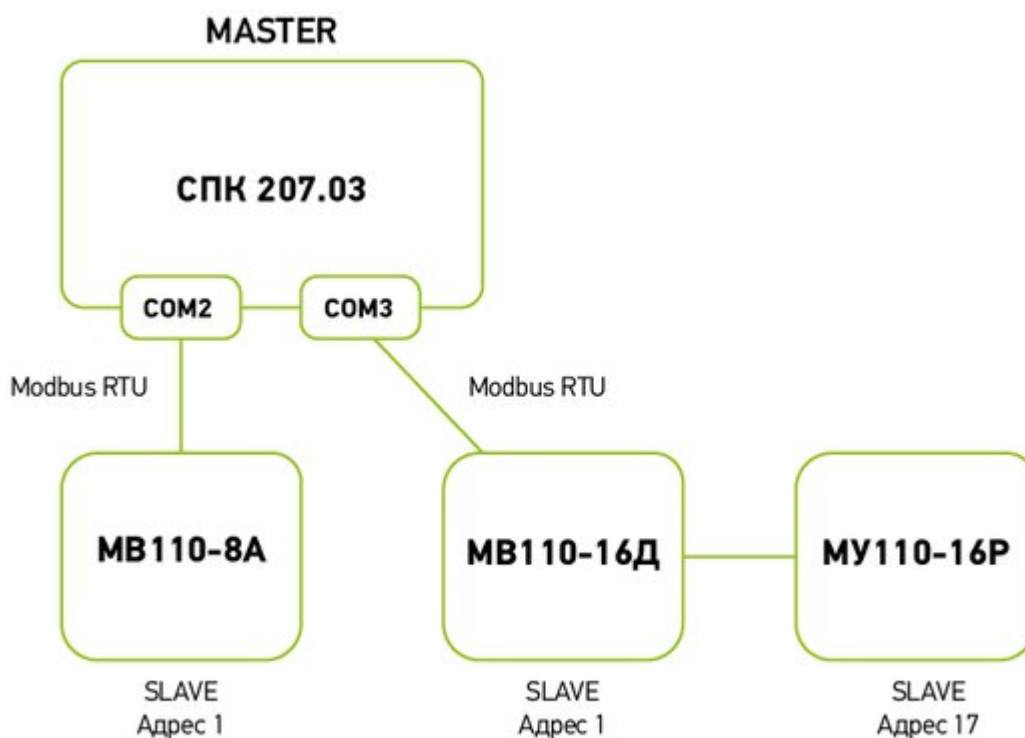 MASTER
СПК 207.03
COM2
COM3
Modbus RTU
Modbus RTU
МВ110-8А
МВ110-16Д
МУ110-16Р
SLAVE
Адрес 1
SLAVE
Адрес 1
SLAVE
Адрес 17